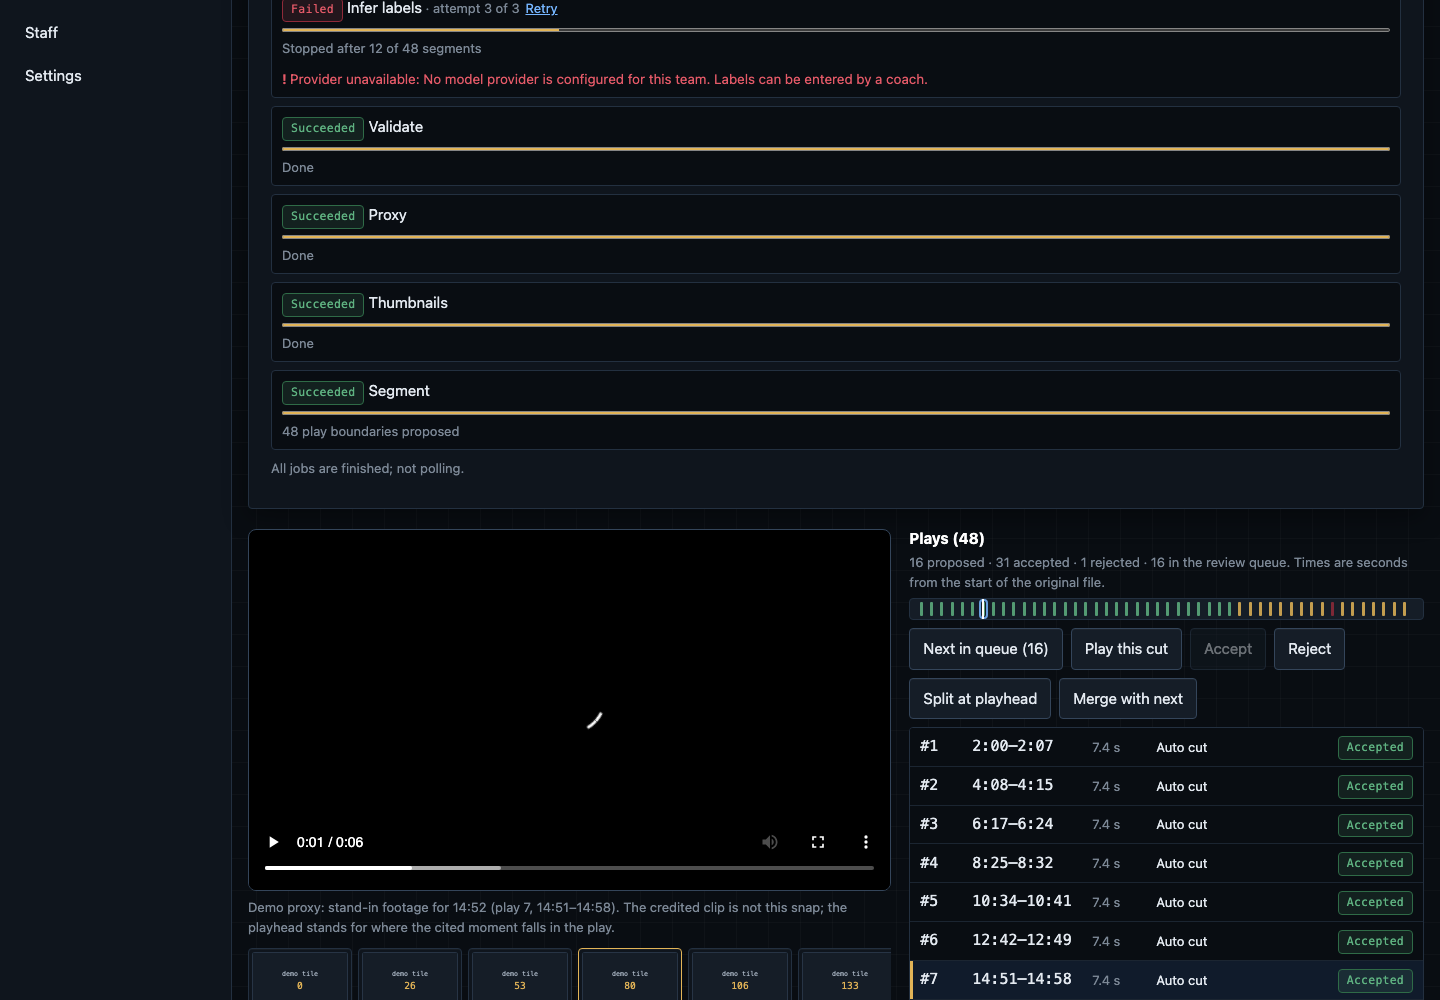 Staff
Settings
Failed Infer labels · attempt 3 of 3 Retry
Stopped after 12 of 48 segments
! Provider unavailable: No model provider is configured for this team. Labels can be entered by a coach.
Succeeded Validate
Done
Succeeded Proxy
Done
Succeeded Thumbnails
Done
Succeeded Segment
48 play boundaries proposed
All jobs are finished; not polling.
0:01 / 0:06
Demo proxy: stand-in footage for 14:52 (play 7, 14:51–14:58). The credited clip is not this snap; the
playhead stands for where the cited moment falls in the play.
demo tile
0
demo tile
26
demo tile
53
demo tile
80
demo tile
106
demo tile
133
Plays (48)
16 proposed · 31 accepted · 1 rejected · 16 in the review queue. Times are seconds
from the start of the original file.
Next in queue (16) Play this cut Accept Reject
Split at playhead Merge with next
#1 2:00–2:07 7.4 s Auto cut Accepted
#2 4:08–4:15 7.4 s Auto cut Accepted
#3 6:17–6:24 7.4 s Auto cut Accepted
#4 8:25–8:32 7.4 s Auto cut Accepted
#5 10:34–10:41 7.4 s Auto cut Accepted
#6 12:42–12:49 7.4 s Auto cut Accepted
#7 14:51–14:58 7.4 s Auto cut Accepted